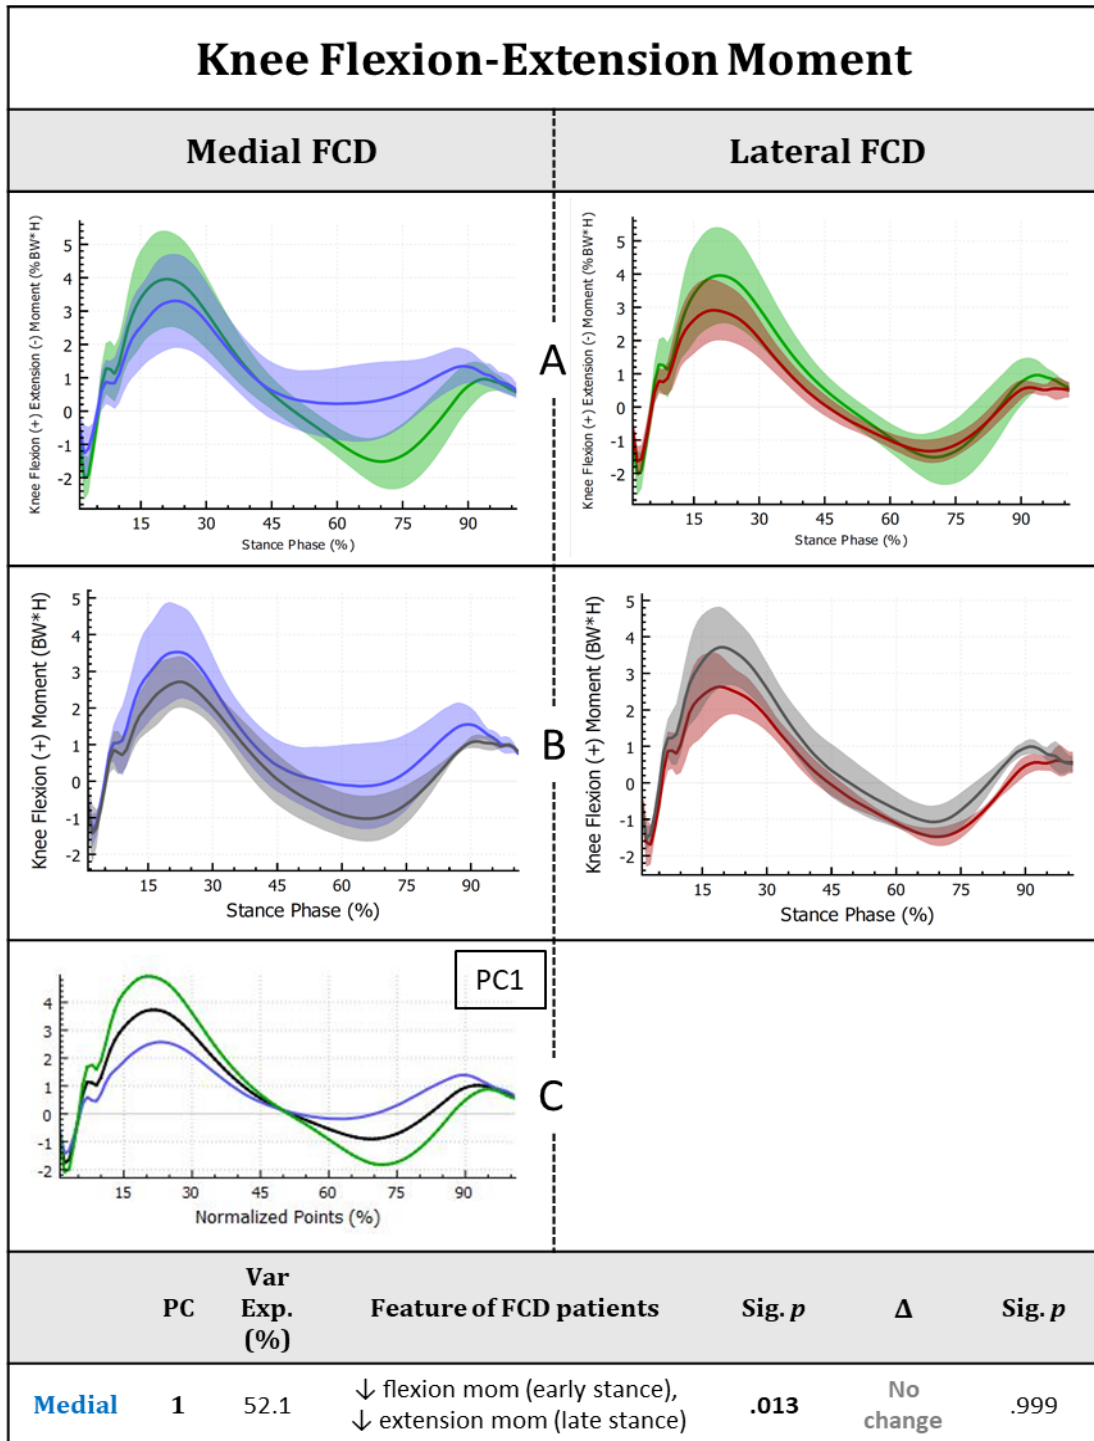 Knee Flexion-Extension Moment
Medial FCD
Lateral FCD
A
Knee Flexion (+) Extension (-) Moment (%BW*H)
5
4
3
2
1
0
-1
-2
15 30 45 60 75 90
Stance Phase (%)
Knee Flexion (+) Extension (-) Moment (%BW*H)
5
4
3
2
1
0
-1
-2
15 30 45 60 75 90
Stance Phase (%)
B
Knee Flexion (+) Moment (BW*H)
5
4
3
2
1
0
-1
-2
15 30 45 60 75 90
Stance Phase (%)
Knee Flexion (+) Moment (BW*H)
5
4
3
2
1
0
-1
-2
15 30 45 60 75 90
Stance Phase (%)
C
PC1
4
3
2
1
0
-1
-2
15 30 45 60 75 90
Normalized Points (%)
PC
Var
Exp.
(%)
Feature of FCD patients
Sig. p
Δ
Sig. p
Medial
1
52.1
↓ flexion mom (early stance),
↓ extension mom (late stance)
.013
No
change
.999